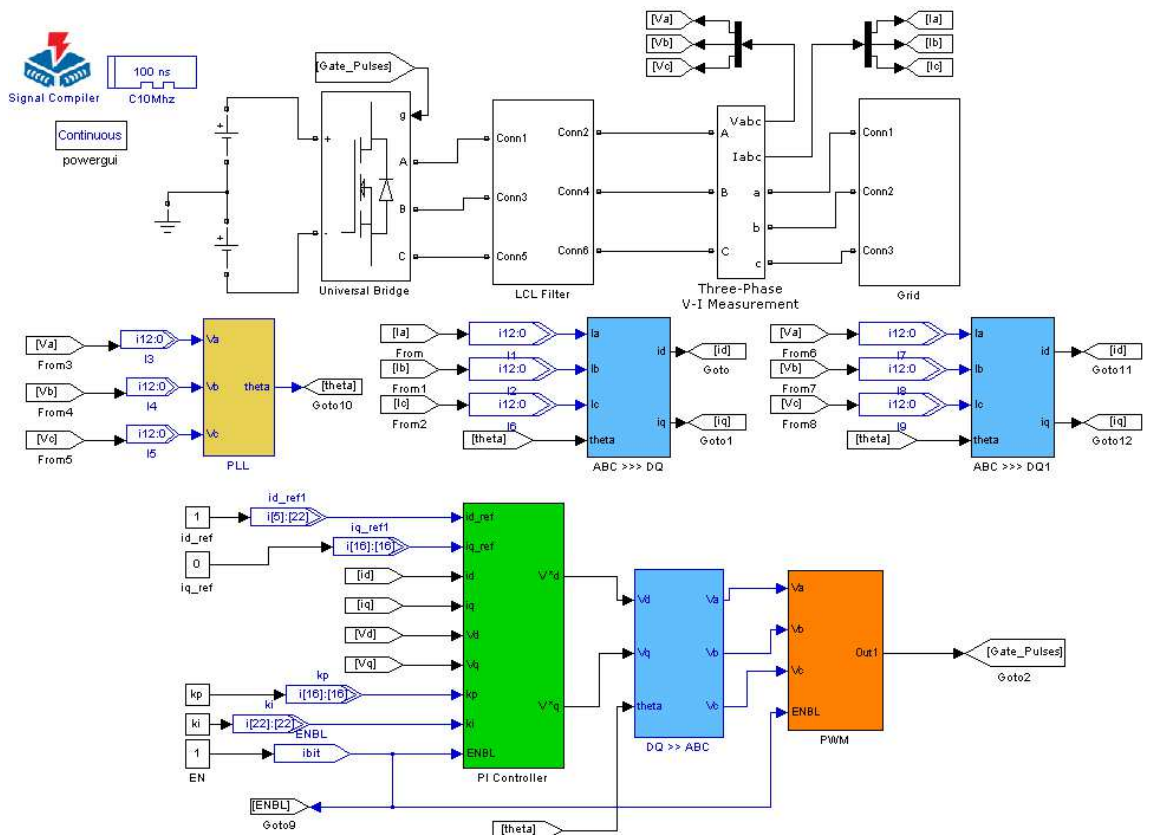 Signal Compiler
100 ns
C10Mhz
Continuous
powergui
[Gate_Pulses]
+
-
g
A
B
C
Universal Bridge
Conn1
Conn3
Conn5
Conn2
Conn4
Conn6
LCL Filter
[Va]
[Vb]
[Vc]
[Ia]
[Ib]
[Ic]
A
B
C
Vabc
Iabc
a
b
c
Three-Phase
V-I Measurement
Conn1
Conn2
Conn3
Grid
[Va]
From3
[Vb]
From4
[Vc]
From5
i12:0
I3
i12:0
I4
i12:0
I5
Va
Vb
Vc
theta
PLL
[theta]
Goto10
[Ia]
From
[Ib]
From1
[Ic]
From2
[theta]
i12:0
I1
i12:0
I2
i12:0
I6
Ia
Ib
Ic
theta
id
iq
ABC >>> DQ
[id]
Goto
[iq]
Goto1
[Va]
From6
[Vb]
From7
[Vc]
From8
[theta]
i12:0
I7
i12:0
I8
i12:0
I9
Ia
Ib
Ic
theta
id
iq
ABC >>> DQ1
[id]
Goto11
[iq]
Goto12
1
id_ref
0
iq_ref
id_ref1
i[5]:[22]
iq_ref1
i[16]:[16]
[id]
[iq]
[Vd]
[Vq]
kp
kp
i[16]:[16]
ki
ki
i[22]:[22]
1
EN
ENBL
ibit
[ENBL]
Goto9
id_ref
iq_ref
id
iq
Vd
Vq
kp
ki
ENBL
V*d
V*q
PI Controller
[theta]
Vd
Vq
theta
Va
Vb
Vc
DQ >> ABC
Va
Vb
Vc
ENBL
Out1
PWM
[Gate_Pulses]
Goto2